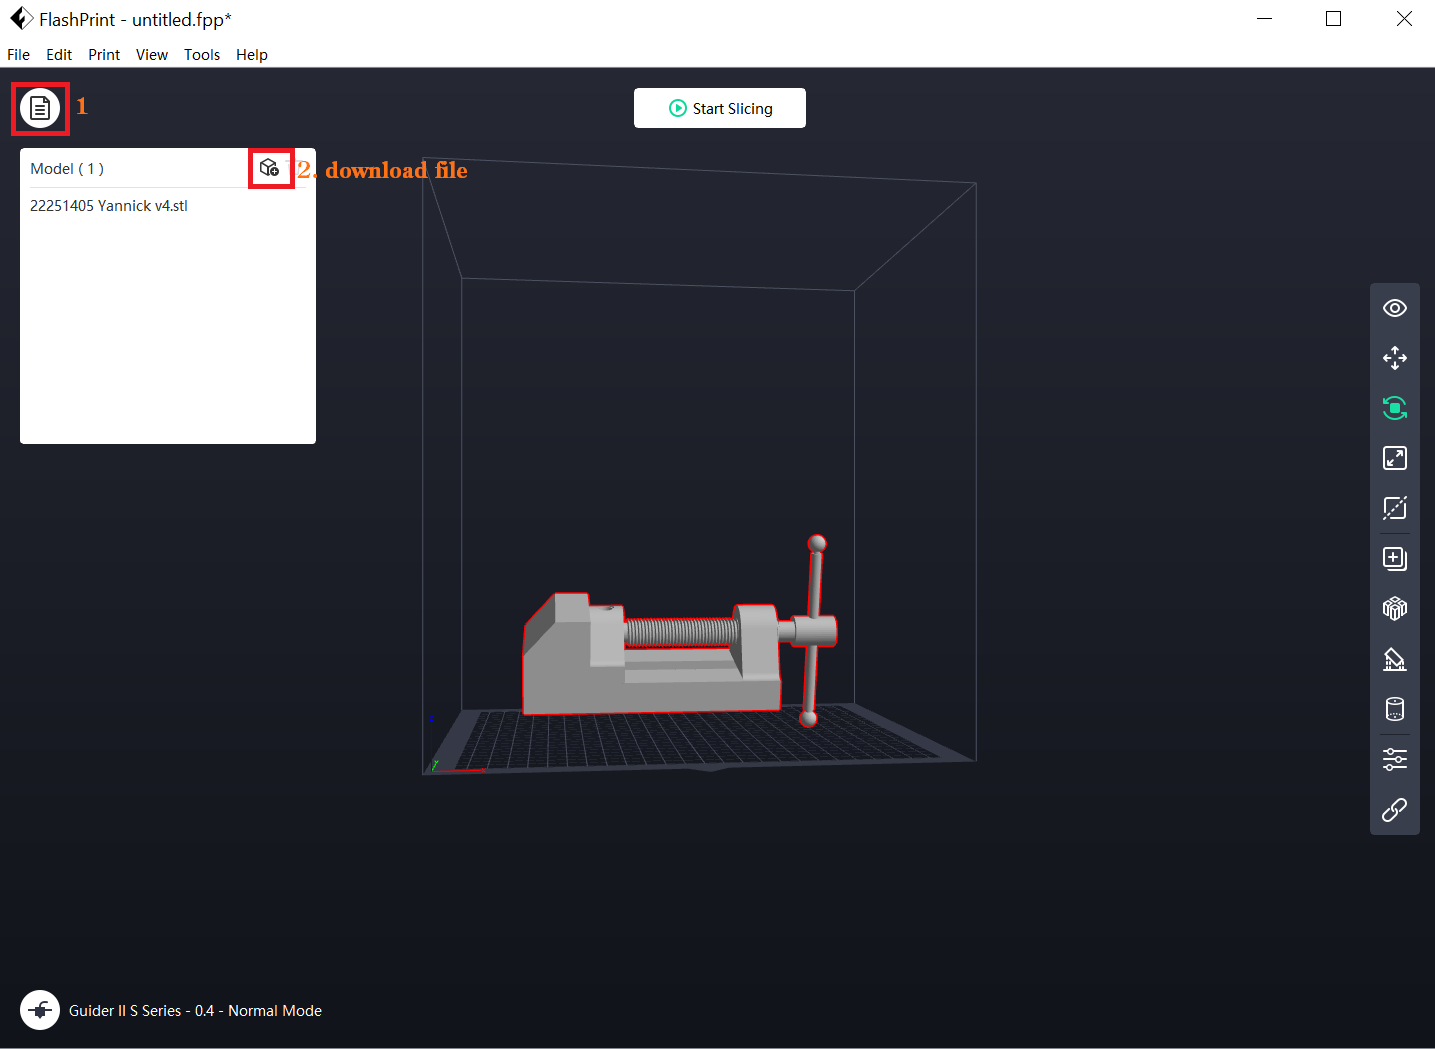 FlashPrint - untitled.fpp*
File Edit Print View Tools Help
1
Start Slicing
Model ( 1 )
2. download file
22251405 Yannick v4.stl
Guider II S Series - 0.4 - Normal Mode